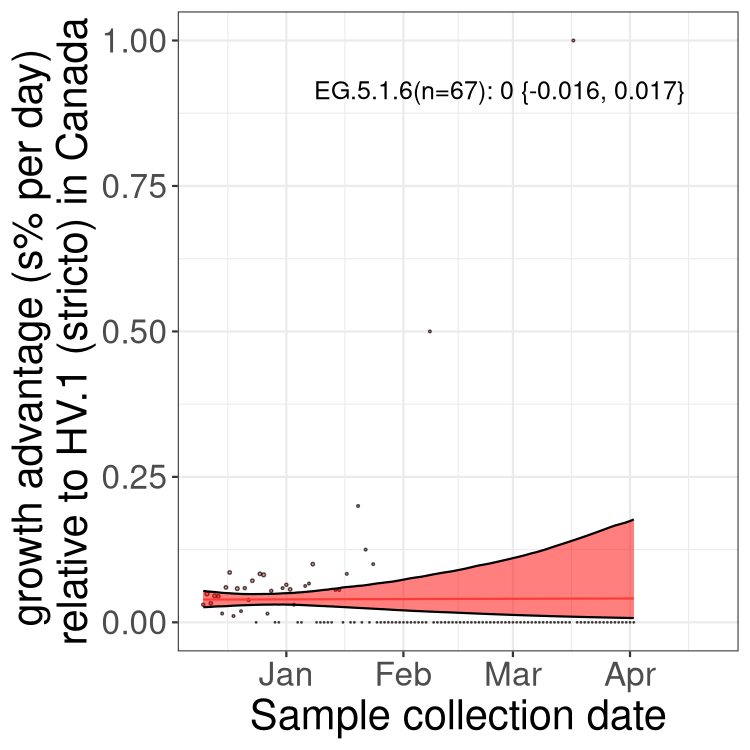 growth advantage (s% per day)
relative to HV.1 (stricto) in Canada
1.00
0.75
0.50
0.25
0.00
EG.5.1.6(n=67): 0 {-0.016, 0.017}
Jan Feb Mar Apr
Sample collection date